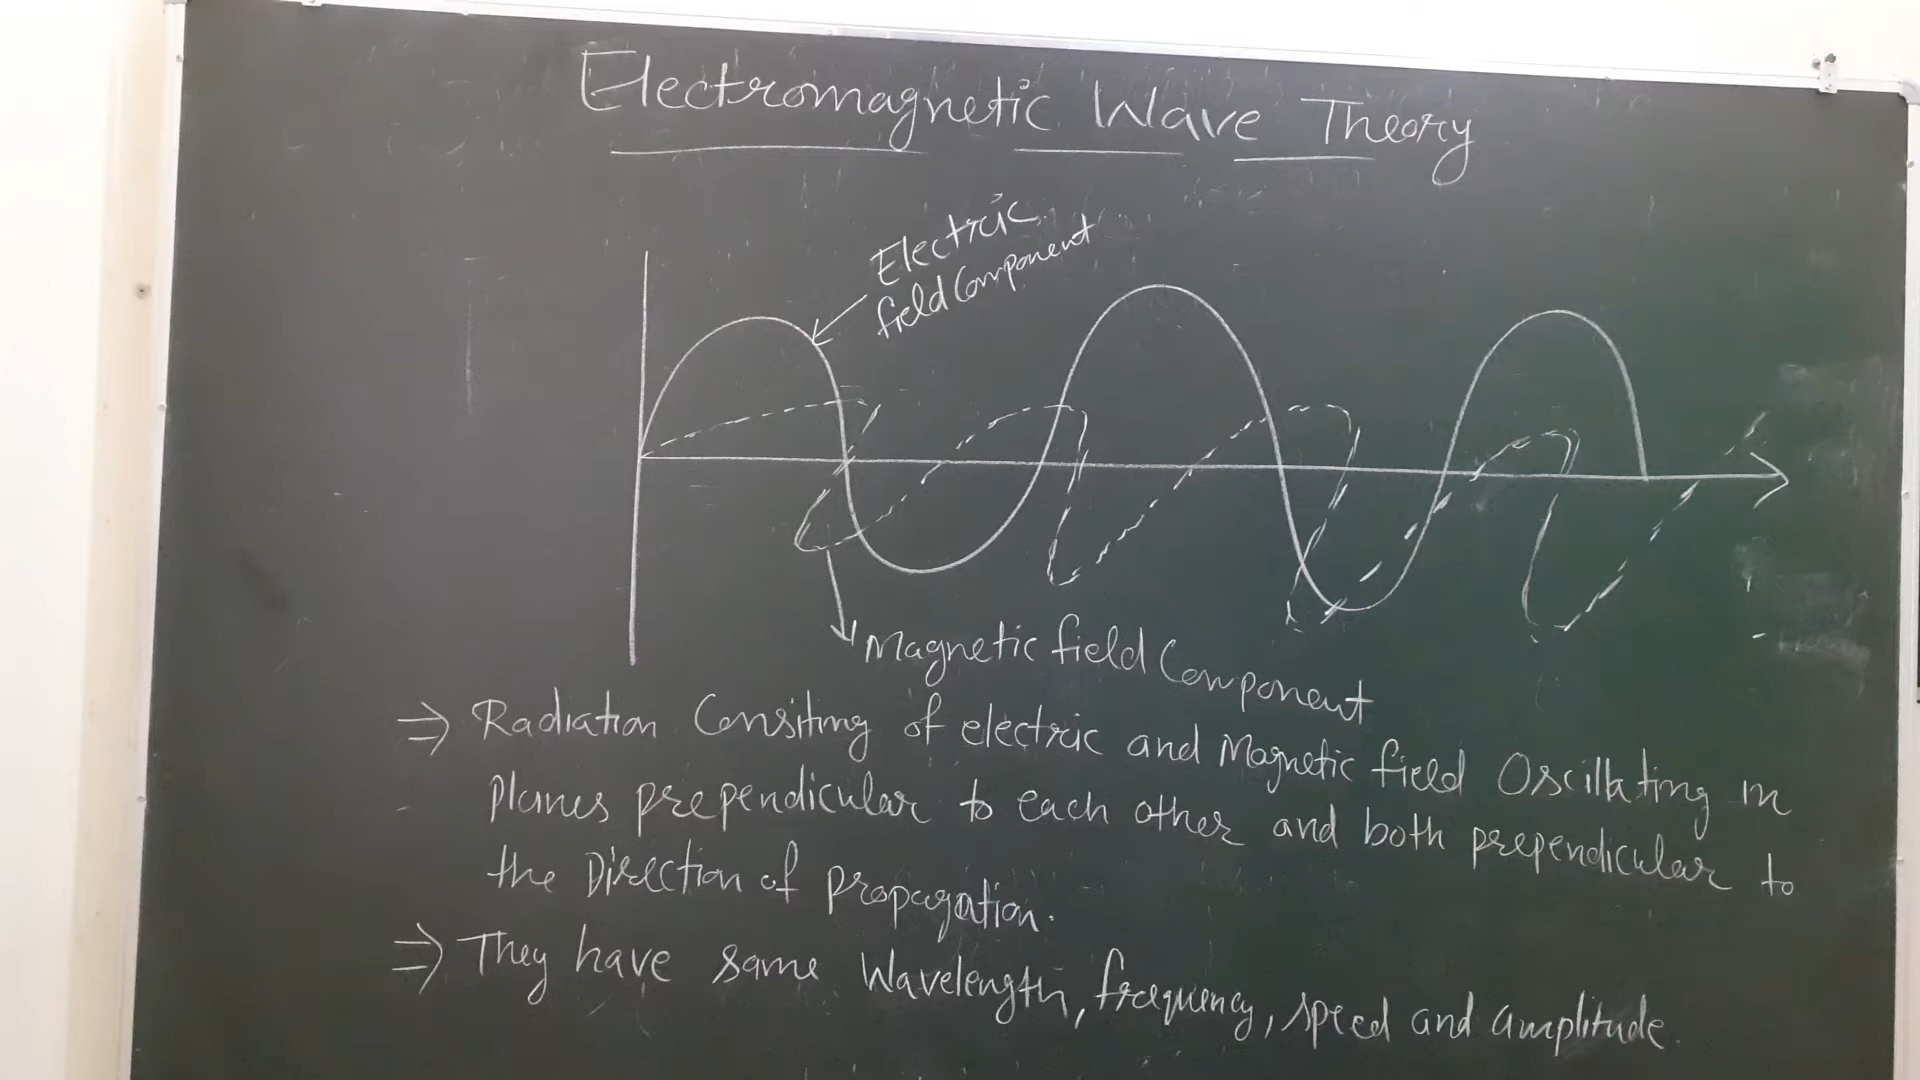 Electromagnetic Wave Theory
Electric
field Component
Magnetic field Component
⇒ Radiation Consiting of electric and Magnetic field Oscillating in
planes prependicular to each other and both prependicular to
the Direction of propagation.
⇒ They have same Wavelength, frequency, speed and amplitude.